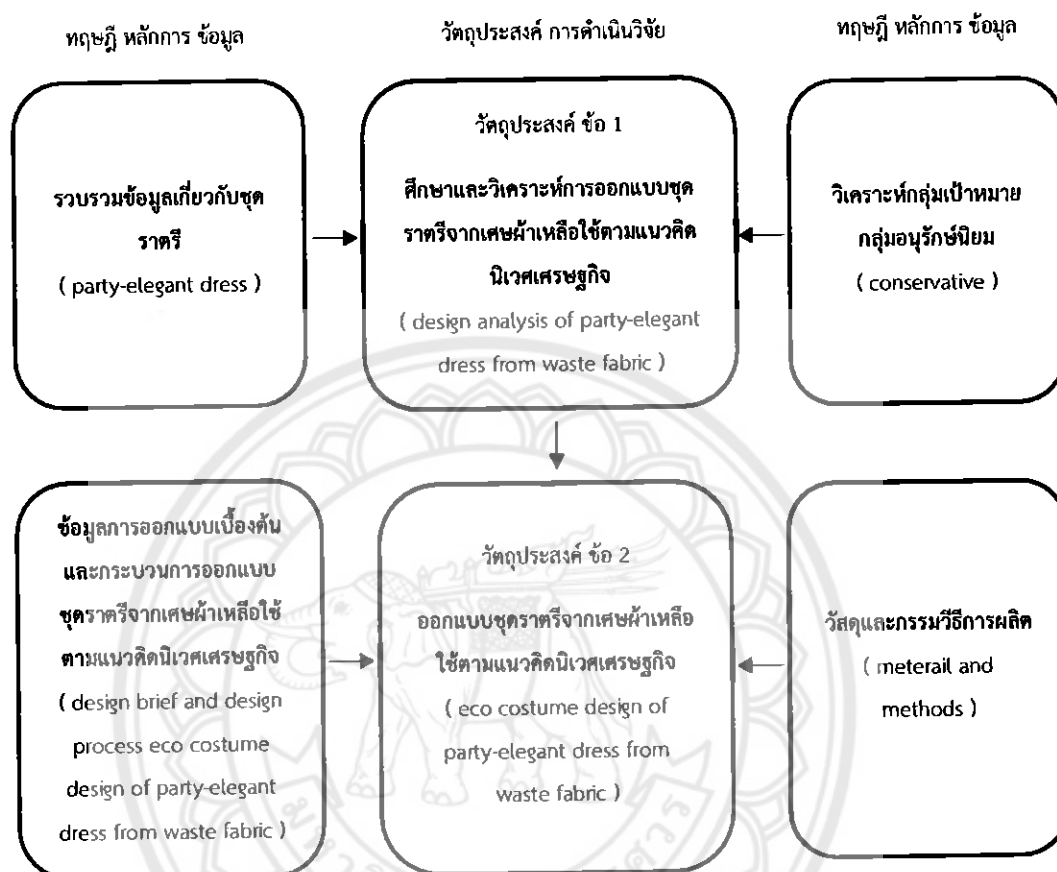 ทฤษฎี หลักการ ข้อมูล
วัตถุประสงค์ การดำเนินวิจัย
ทฤษฎี หลักการ ข้อมูล
รวบรวมข้อมูลเกี่ยวกับชุด
ราตรี
( party-elegant dress )
วัตถุประสงค์ ข้อ 1
ศึกษาและวิเคราะห์การออกแบบชุด
ราตรีจากเศษผ้าเหลือใช้ตามแนวคิด
นิเวศเศรษฐกิจ
( design analysis of party-elegant
dress from waste fabric )
วิเคราะห์กลุ่มเป้าหมาย
กลุ่มอนุรักษ์นิยม
( conservative )
ข้อมูลการออกแบบเบื้องต้น
และกระบวนการออกแบบ
ชุดราตรีจากเศษผ้าเหลือใช้
ตามแนวคิดนิเวศเศรษฐกิจ
( design brief and design
process eco costume
design of party-elegant
dress from waste fabric )
วัตถุประสงค์ ข้อ 2
ออกแบบชุดราตรีจากเศษผ้าเหลือ
ใช้ตามแนวคิดนิเวศเศรษฐกิจ
( eco costume design of
party-elegant dress from
waste fabric )
วัสดุและกรรมวิธีการผลิต
( meterail and
methods )